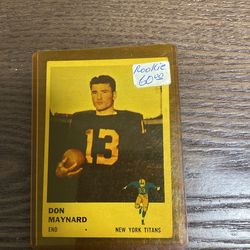 Rookie
60.00
13
DON
MAYNARD
END
NEW YORK TITANS